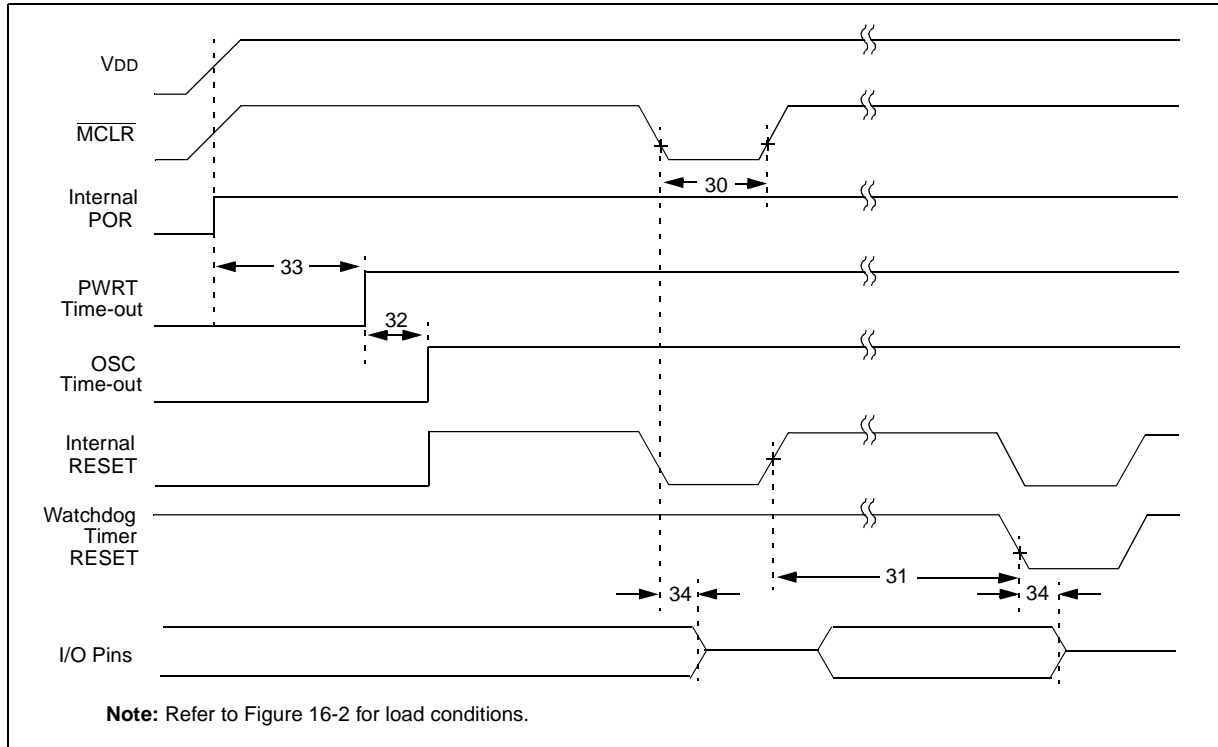 VDD
MCLR
30
Internal
POR
33
PWRT
Time-out
32
OSC
Time-out
Internal
RESET
Watchdog
Timer
RESET
31
34
34
I/O Pins
Note: Refer to Figure 16-2 for load conditions.